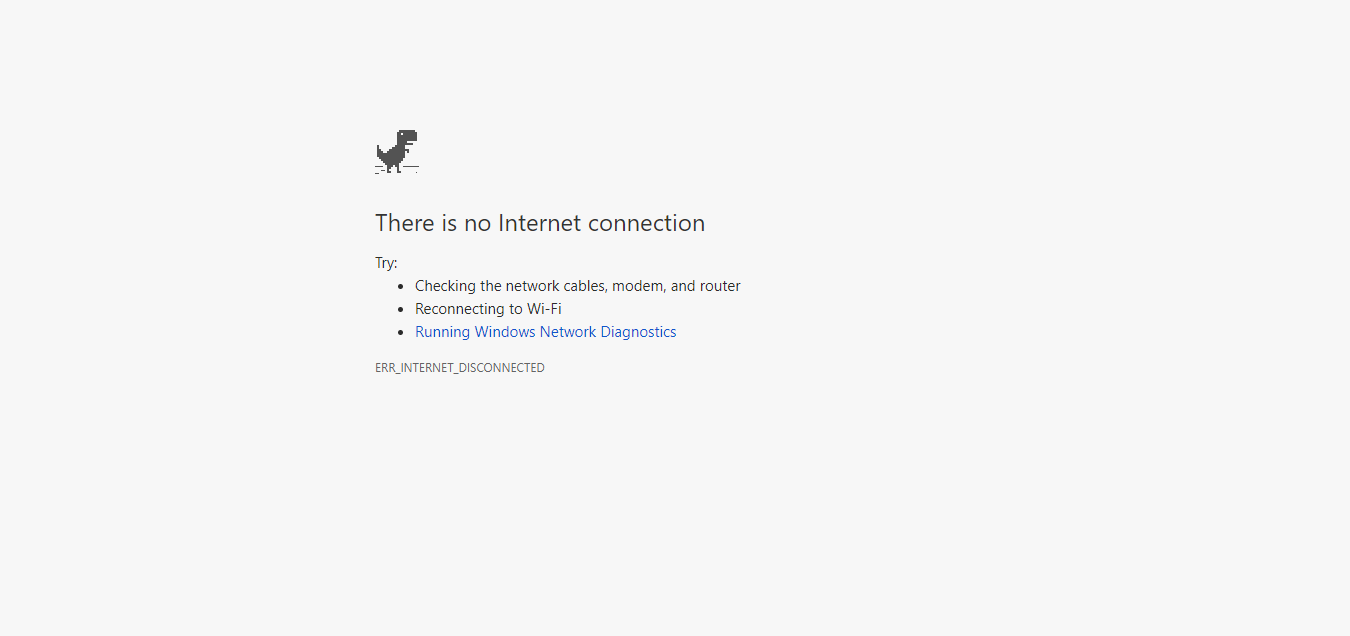 There is no Internet connection
Try:
Checking the network cables, modem, and router
Reconnecting to Wi-Fi
Running Windows Network Diagnostics
ERR_INTERNET_DISCONNECTED